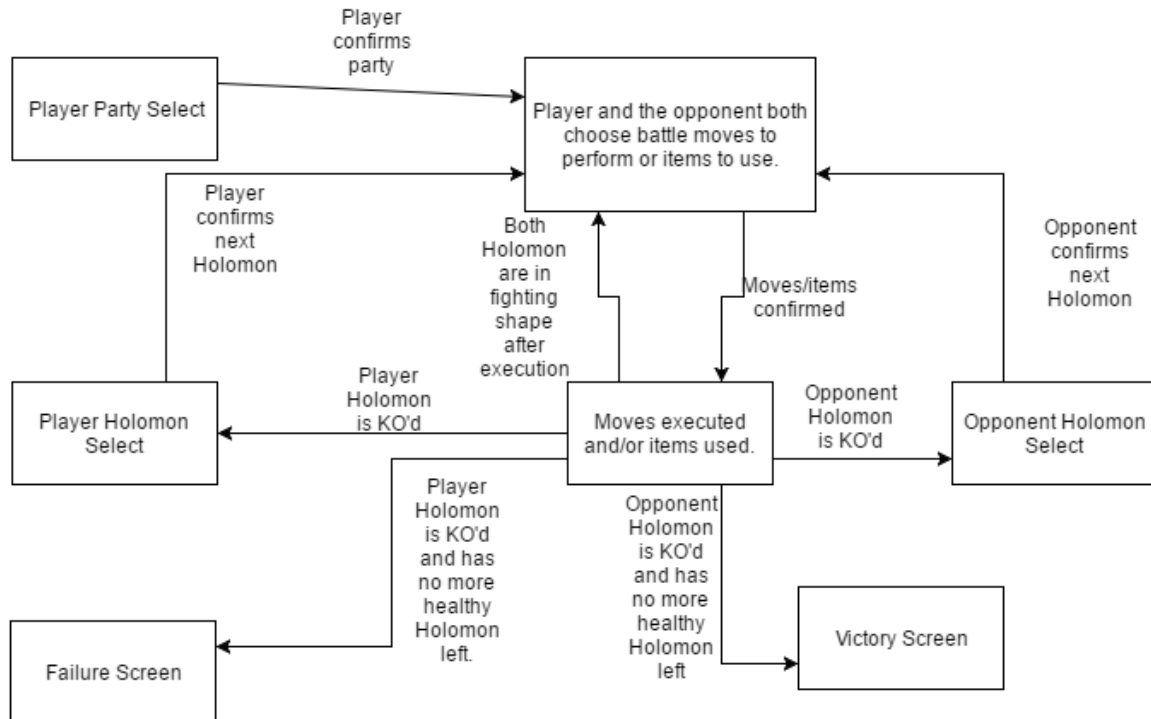 Player
confirms
party
Player Party Select
Player and the opponent both
choose battle moves to
perform or items to use.
Player
confirms
next
Holomon
Both
Holomon
are in
fighting
shape
after
execution
Moves/items
confirmed
Opponent
confirms
next
Holomon
Player Holomon
Select
Player
Holomon
is KO'd
Moves executed
and/or items used.
Opponent
Holomon
is KO'd
Opponent Holomon
Select
Player
Holomon
is KO'd
and has
no more
healthy
Holomon
left.
Opponent
Holomon
is KO'd
and has
no more
healthy
Holomon
left
Failure Screen
Victory Screen